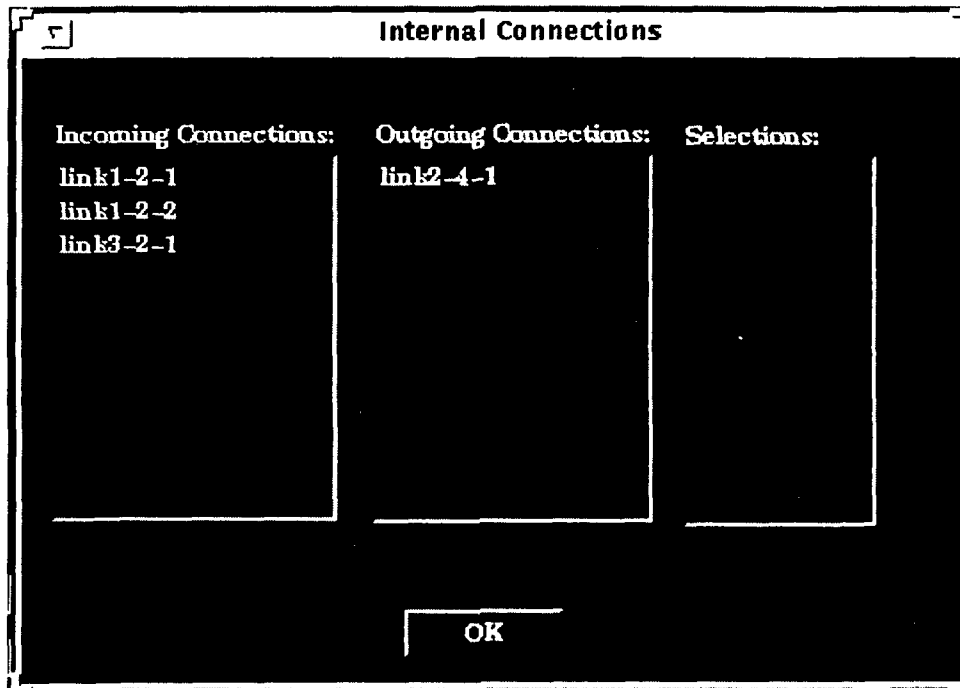 Internal Connections
Incoming Connections:
link1-2-1
link1-2-2
link3-2-1
Outgoing Connections:
link2-4-1
Selections:
OK